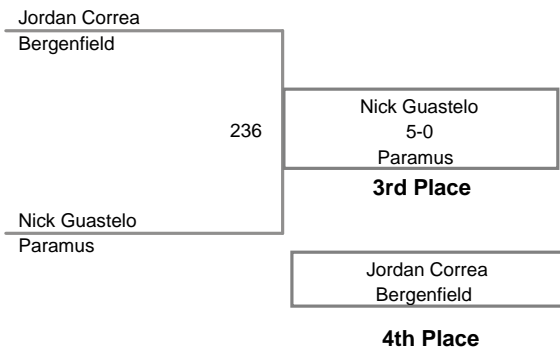 Jordan Correa
Bergenfield
236
Nick Guastelo
5-0
Paramus
3rd Place
Nick Guastelo
Paramus
Jordan Correa
Bergenfield
4th Place